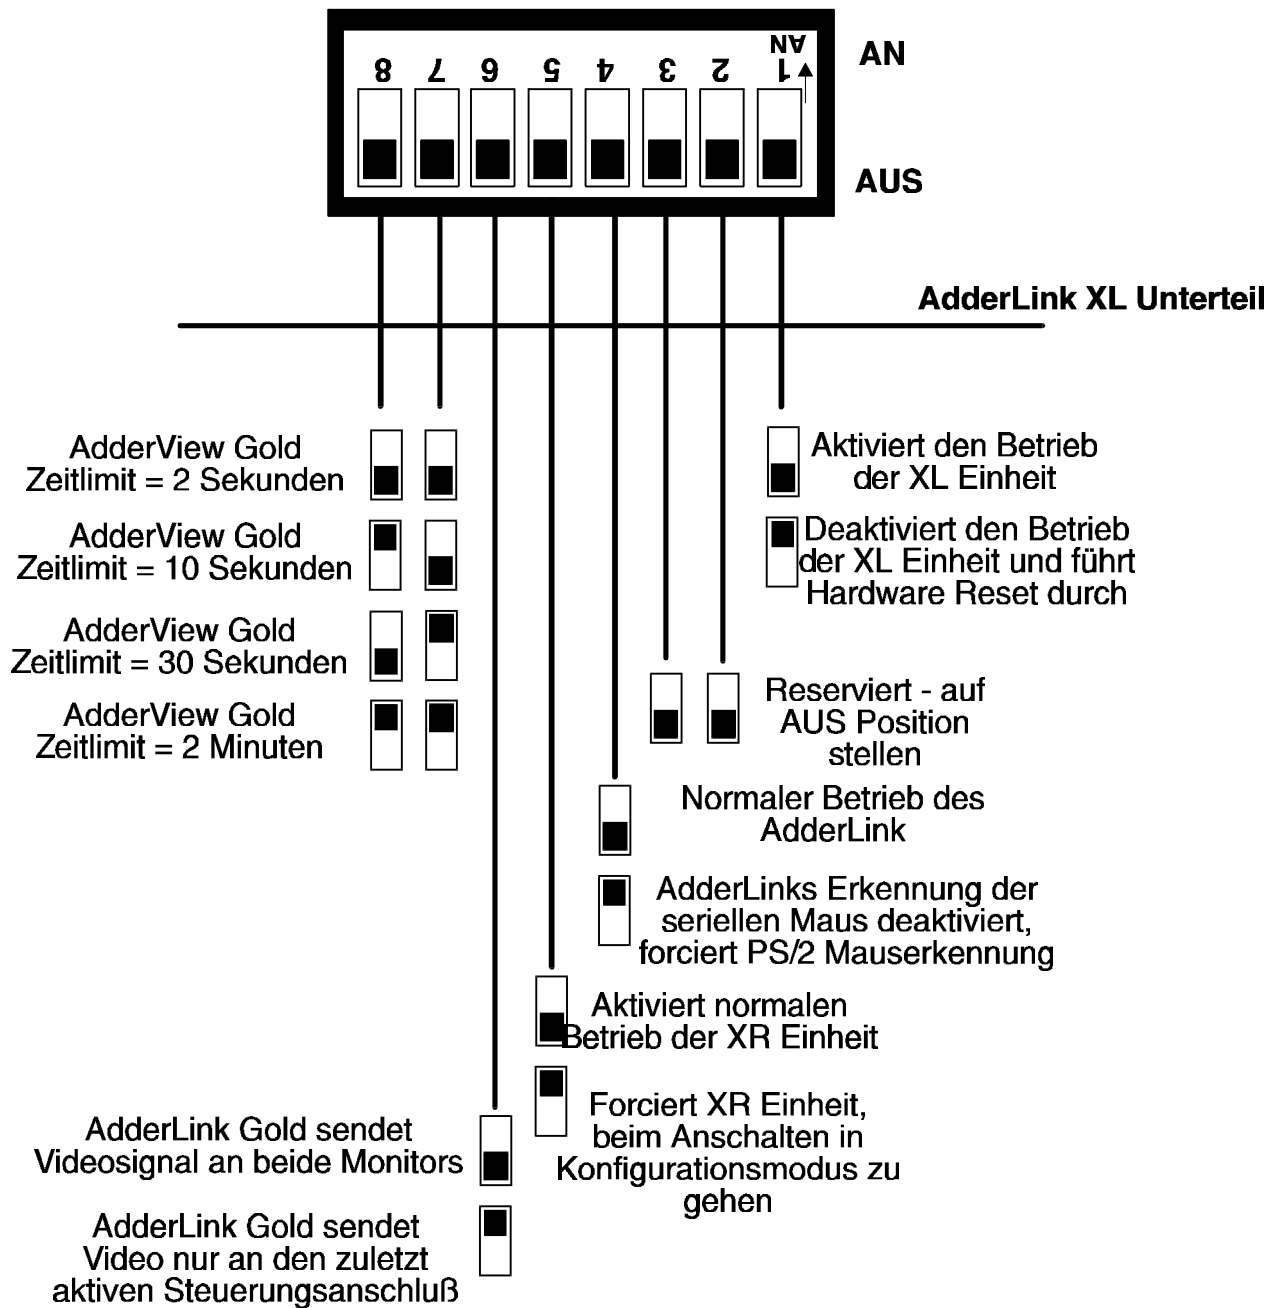 AN
AN
8 7 6 5 4 3 2 1
AUS
AdderLink XL Unterteil
AdderView Gold
Zeitlimit = 2 Sekunden
AdderView Gold
Zeitlimit = 10 Sekunden
AdderView Gold
Zeitlimit = 30 Sekunden
AdderView Gold
Zeitlimit = 2 Minuten
Aktiviert den Betrieb
der XL Einheit
Deaktiviert den Betrieb
der XL Einheit und führt
Hardware Reset durch
Reserviert - auf
AUS Position
stellen
Normaler Betrieb des
AdderLink
AdderLinks Erkennung der
seriellen Maus deaktiviert,
forciert PS/2 Mauserkennung
Aktiviert normalen
Betrieb der XR Einheit
Forciert XR Einheit,
beim Anschalten in
Konfigurationsmodus zu
gehen
AdderLink Gold sendet
Videosignal an beide Monitors
AdderLink Gold sendet
Video nur an den zuletzt
aktiven Steuerungsanschluß